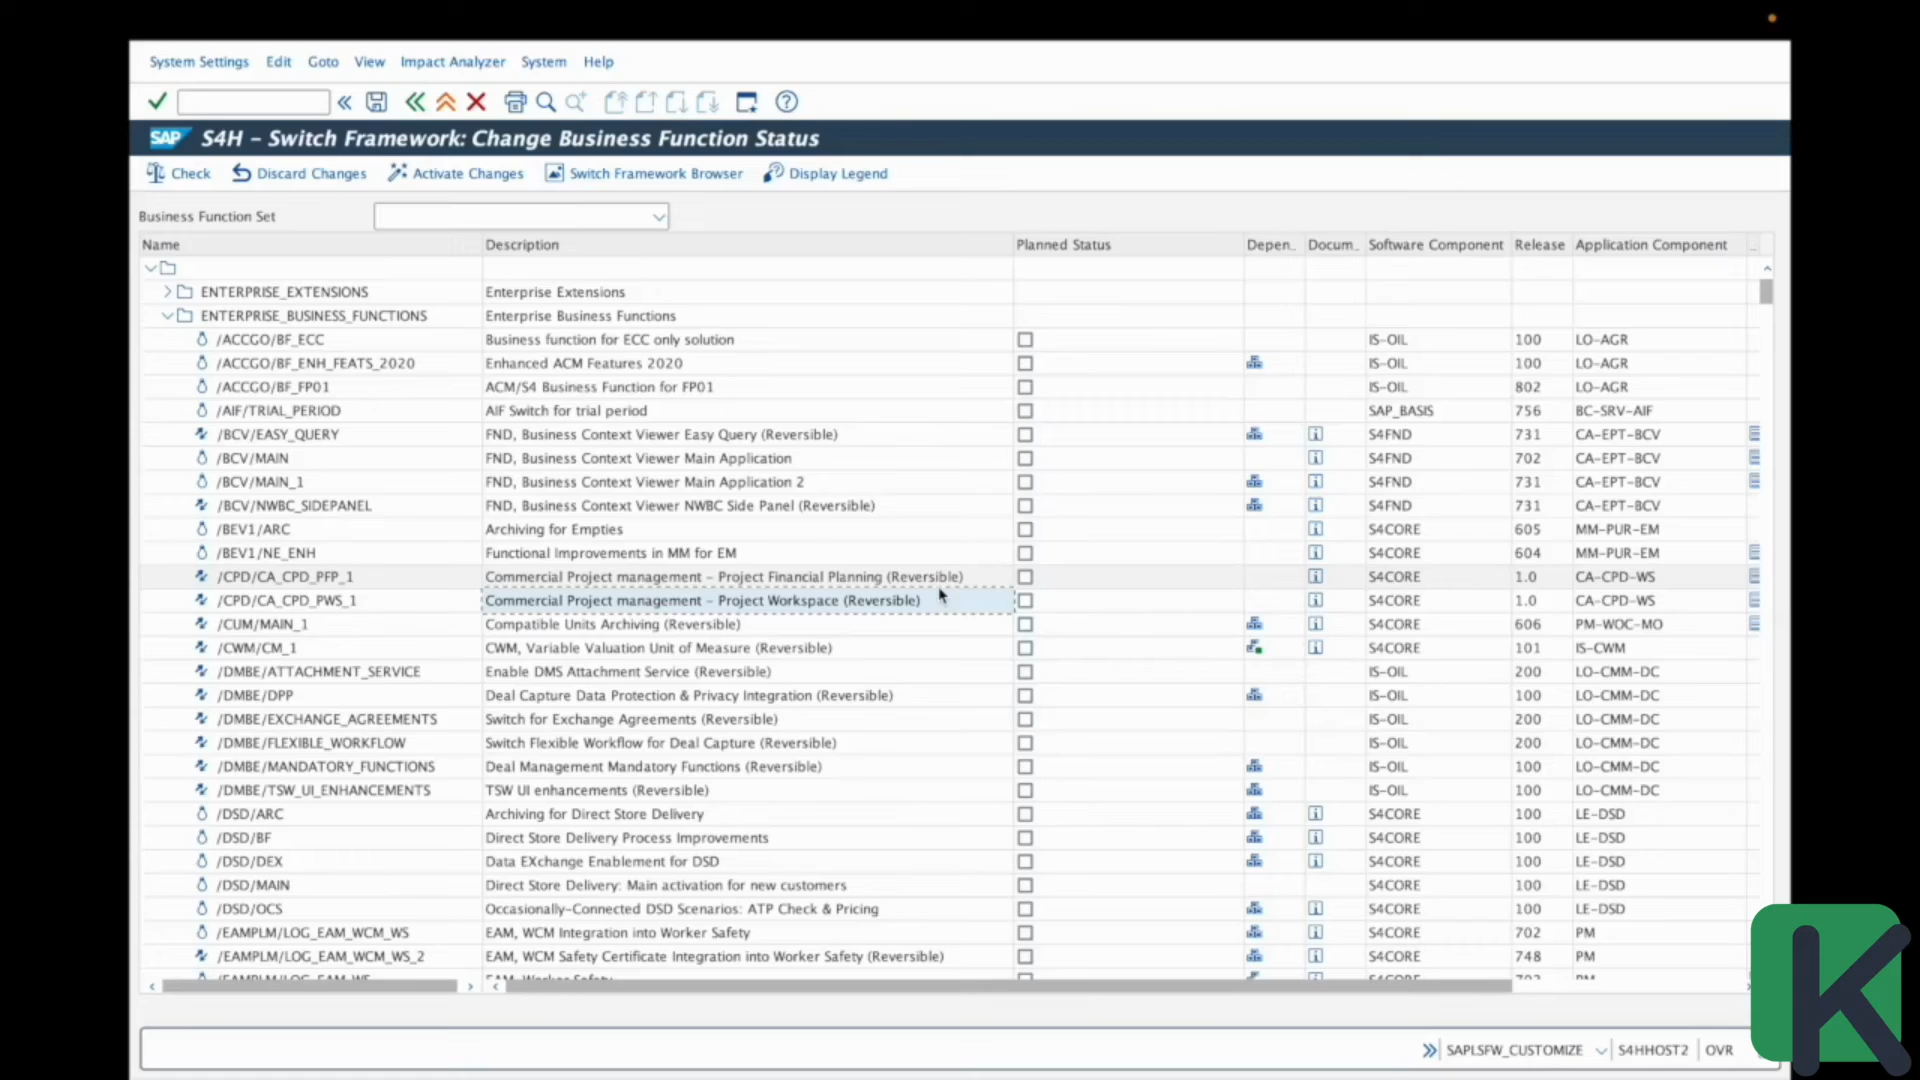 System Settings Edit Goto View Impact Analyzer System Help
SAP S4H – Switch Framework: Change Business Function Status
Check Discard Changes Activate Changes Switch Framework Browser Display Legend
Business Function Set
Name Description Planned Status Depen.. Docum.. Software Component Release Application Component ..
ENTERPRISE_EXTENSIONS Enterprise Extensions
ENTERPRISE_BUSINESS_FUNCTIONS Enterprise Business Functions
/ACCGO/BF_ECC Business function for ECC only solution IS-OIL 100 LO-AGR
/ACCGO/BF_ENH_FEATS_2020 Enhanced ACM Features 2020 IS-OIL 100 LO-AGR
/ACCGO/BF_FP01 ACM/S4 Business Function for FP01 IS-OIL 802 LO-AGR
/AIF/TRIAL_PERIOD AIF Switch for trial period SAP_BASIS 756 BC-SRV-AIF
/BCV/EASY_QUERY FND, Business Context Viewer Easy Query (Reversible) S4FND 731 CA-EPT-BCV
/BCV/MAIN FND, Business Context Viewer Main Application S4FND 702 CA-EPT-BCV
/BCV/MAIN_1 FND, Business Context Viewer Main Application 2 S4FND 731 CA-EPT-BCV
/BCV/NWBC_SIDEPANEL FND, Business Context Viewer NWBC Side Panel (Reversible) S4FND 731 CA-EPT-BCV
/BEV1/ARC Archiving for Empties S4CORE 605 MM-PUR-EM
/BEV1/NE_ENH Functional Improvements in MM for EM S4CORE 604 MM-PUR-EM
/CPD/CA_CPD_PFP_1 Commercial Project management – Project Financial Planning (Reversible) S4CORE 1.0 CA-CPD-WS
/CPD/CA_CPD_PWS_1 Commercial Project management – Project Workspace (Reversible) S4CORE 1.0 CA-CPD-WS
/CUM/MAIN_1 Compatible Units Archiving (Reversible) S4CORE 606 PM-WOC-MO
/CWM/CM_1 CWM, Variable Valuation Unit of Measure (Reversible) S4CORE 101 IS-CWM
/DMBE/ATTACHMENT_SERVICE Enable DMS Attachment Service (Reversible) IS-OIL 200 LO-CMM-DC
/DMBE/DPP Deal Capture Data Protection & Privacy Integration (Reversible) IS-OIL 100 LO-CMM-DC
/DMBE/EXCHANGE_AGREEMENTS Switch for Exchange Agreements (Reversible) IS-OIL 200 LO-CMM-DC
/DMBE/FLEXIBLE_WORKFLOW Switch Flexible Workflow for Deal Capture (Reversible) IS-OIL 200 LO-CMM-DC
/DMBE/MANDATORY_FUNCTIONS Deal Management Mandatory Functions (Reversible) IS-OIL 100 LO-CMM-DC
/DMBE/TSW_UI_ENHANCEMENTS TSW UI enhancements (Reversible) IS-OIL 100 LO-CMM-DC
/DSD/ARC Archiving for Direct Store Delivery S4CORE 100 LE-DSD
/DSD/BF Direct Store Delivery Process Improvements S4CORE 100 LE-DSD
/DSD/DEX Data EXchange Enablement for DSD S4CORE 100 LE-DSD
/DSD/MAIN Direct Store Delivery: Main activation for new customers S4CORE 100 LE-DSD
/DSD/OCS Occasionally-Connected DSD Scenarios: ATP Check & Pricing S4CORE 100 LE-DSD
/EAMPLM/LOG_EAM_WCM_WS EAM, WCM Integration into Worker Safety S4CORE 702 PM
/EAMPLM/LOG_EAM_WCM_WS_2 EAM, WCM Safety Certificate Integration into Worker Safety (Reversible) S4CORE 748 PM
SAPLSFW_CUSTOMIZE S4HHOST2 OVR
K